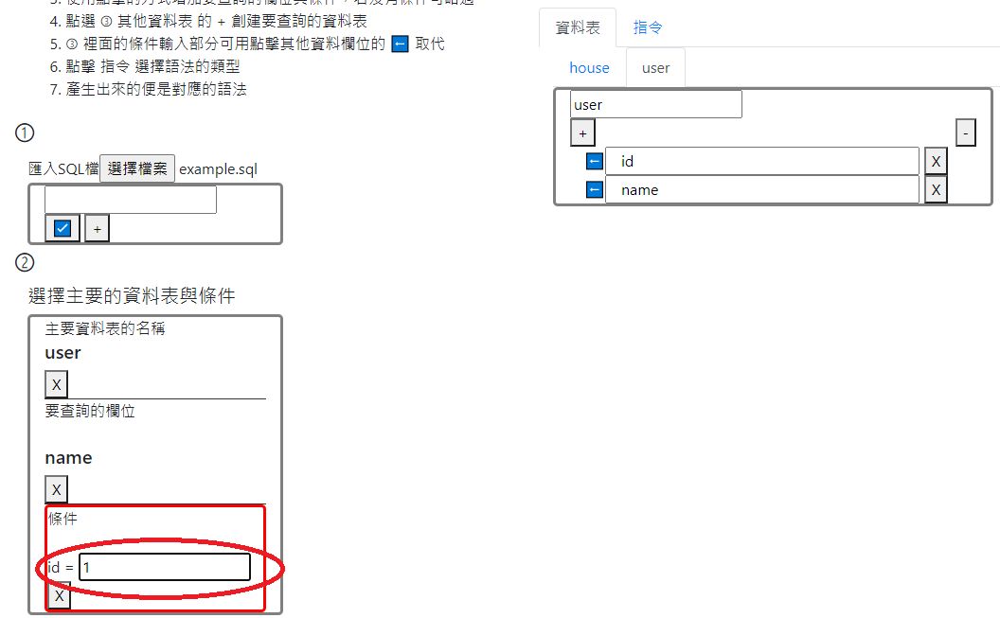 4. 點選 ③ 其他資料表 的 + 創建要查詢的資料表
5. ③ 裡面的條件輸入部分可用點擊其他資料欄位的 ← 取代
6. 點擊 指令 選擇語法的類型
7. 產生出來的便是對應的語法
①
匯入SQL檔 選擇檔案 example.sql
+
②
選擇主要的資料表與條件
主要資料表的名稱
user
X
要查詢的欄位
name
X
條件
id = 1
X
資料表 指令
house user
user
+ -
← id X
← name X